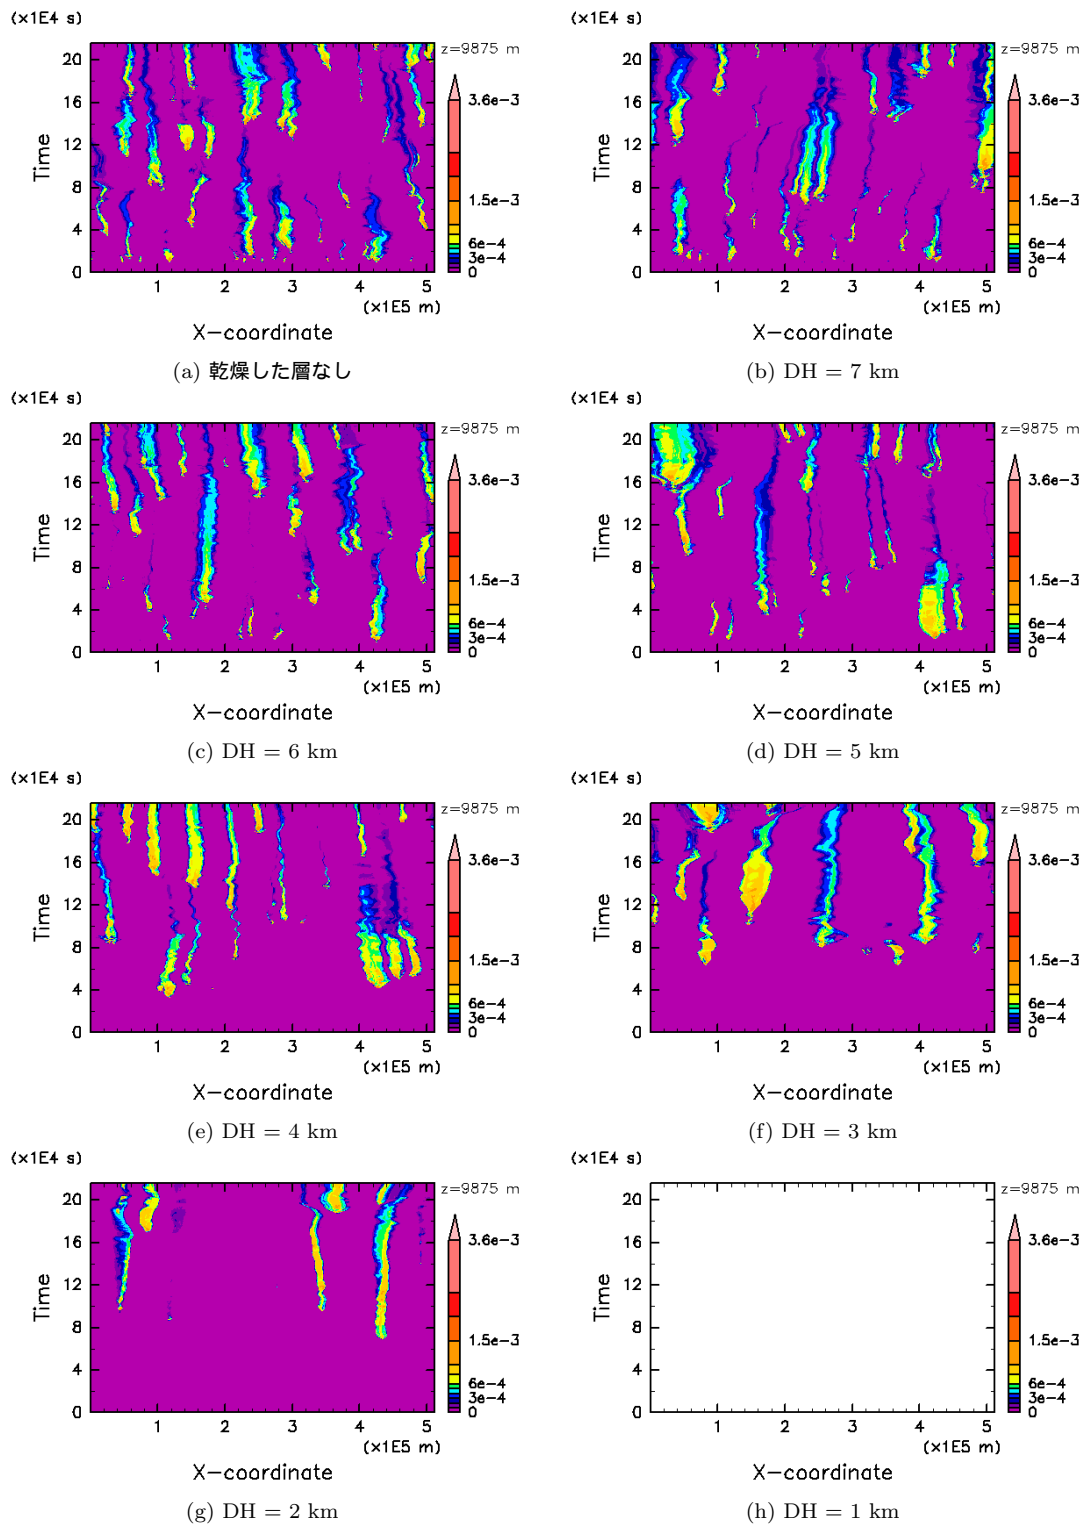 (×1E4 s)
z=9875 m
20
16
12
8
4
0
Time
1 2 3 4 5
(×1E5 m)
X-coordinate
3.6e-3
1.5e-3
6e-4
3e-4
0
(a) 乾燥した層なし
(×1E4 s)
z=9875 m
20
16
12
8
4
0
Time
1 2 3 4 5
(×1E5 m)
X-coordinate
3.6e-3
1.5e-3
6e-4
3e-4
0
(b) DH = 7 km
(×1E4 s)
z=9875 m
20
16
12
8
4
0
Time
1 2 3 4 5
(×1E5 m)
X-coordinate
3.6e-3
1.5e-3
6e-4
3e-4
0
(c) DH = 6 km
(×1E4 s)
z=9875 m
20
16
12
8
4
0
Time
1 2 3 4 5
(×1E5 m)
X-coordinate
3.6e-3
1.5e-3
6e-4
3e-4
0
(d) DH = 5 km
(×1E4 s)
z=9875 m
20
16
12
8
4
0
Time
1 2 3 4 5
(×1E5 m)
X-coordinate
3.6e-3
1.5e-3
6e-4
3e-4
0
(e) DH = 4 km
(×1E4 s)
z=9875 m
20
16
12
8
4
0
Time
1 2 3 4 5
(×1E5 m)
X-coordinate
3.6e-3
1.5e-3
6e-4
3e-4
0
(f) DH = 3 km
(×1E4 s)
z=9875 m
20
16
12
8
4
0
Time
1 2 3 4 5
(×1E5 m)
X-coordinate
3.6e-3
1.5e-3
6e-4
3e-4
0
(g) DH = 2 km
(×1E4 s)
z=9875 m
20
16
12
8
4
0
Time
1 2 3 4 5
(×1E5 m)
X-coordinate
3.6e-3
1.5e-3
6e-4
3e-4
0
(h) DH = 1 km